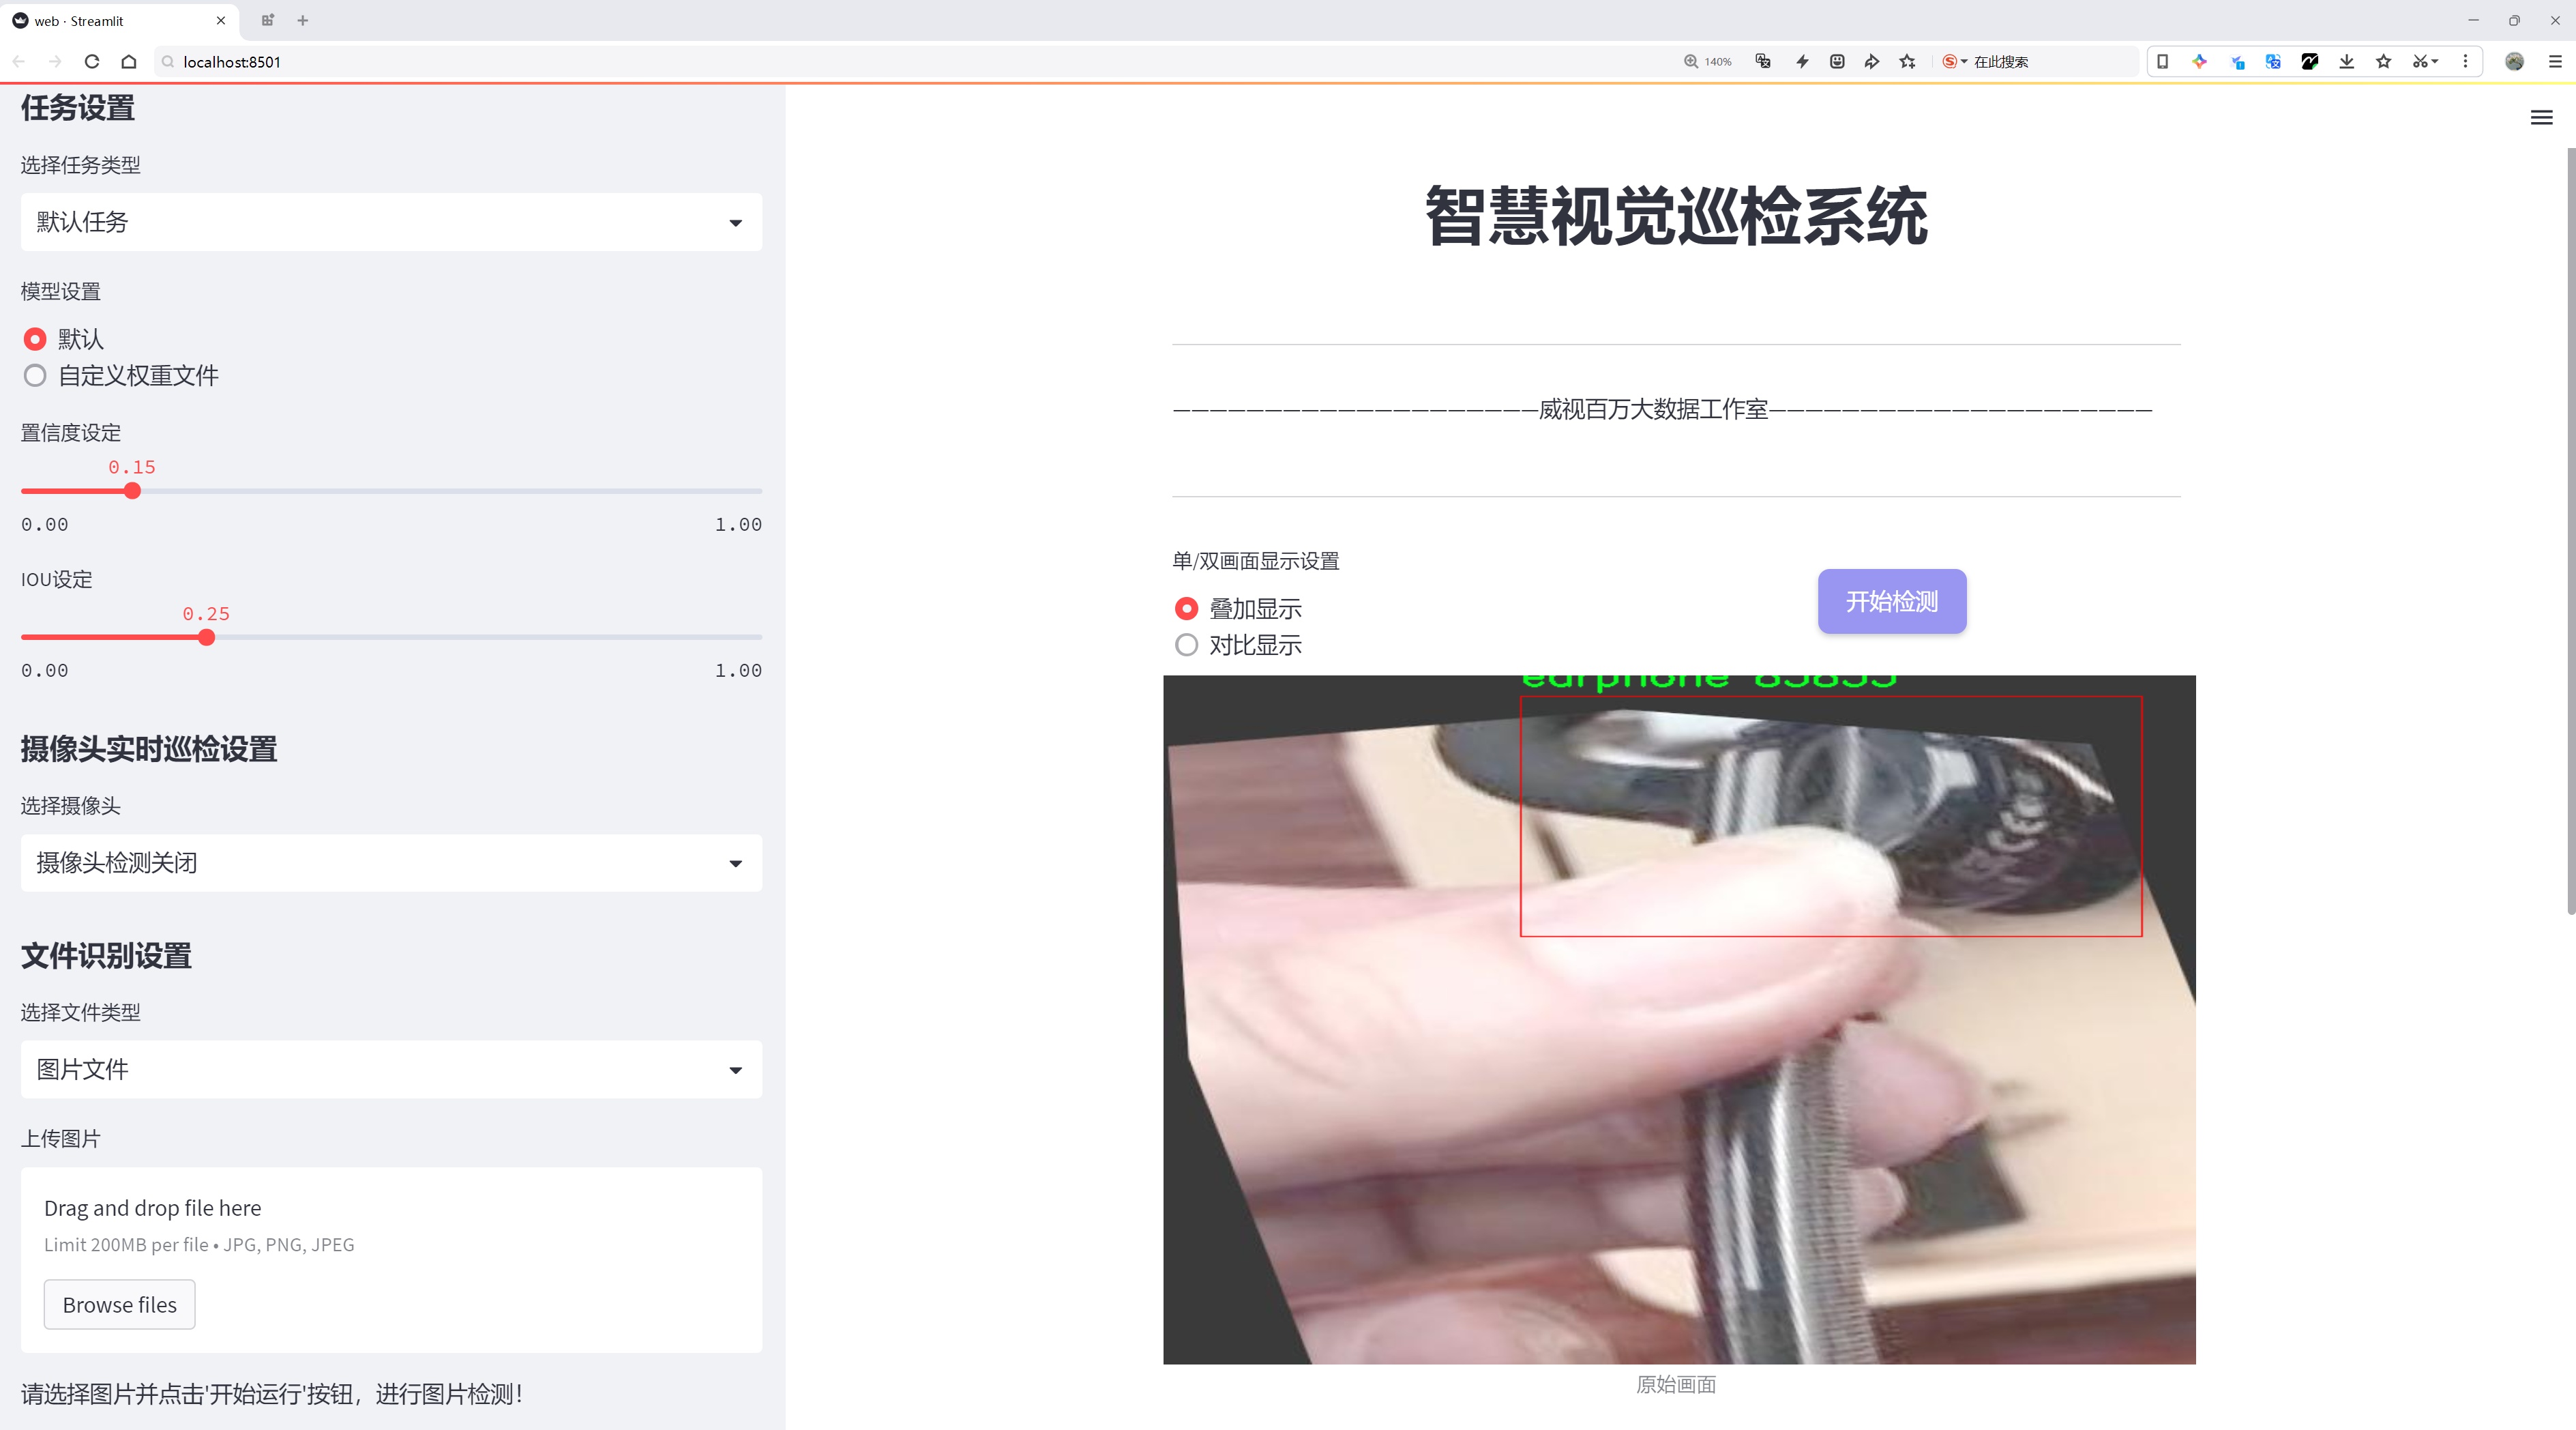 web · Streamlit
localhost:8501
140%
在此搜索
任务设置
选择任务类型
默认任务
模型设置
默认
自定义权重文件
置信度设定
0.15
0.00
1.00
IOU设定
0.25
0.00
1.00
摄像头实时巡检设置
选择摄像头
摄像头检测关闭
文件识别设置
选择文件类型
图片文件
上传图片
Drag and drop file here
Limit 200MB per file • JPG, PNG, JPEG
Browse files
请选择图片并点击'开始运行'按钮，进行图片检测！
智慧视觉巡检系统
—————————————————————威视百万大数据工作室—————————————————————
单/双画面显示设置
叠加显示
对比显示
开始检测
earphone
原始画面